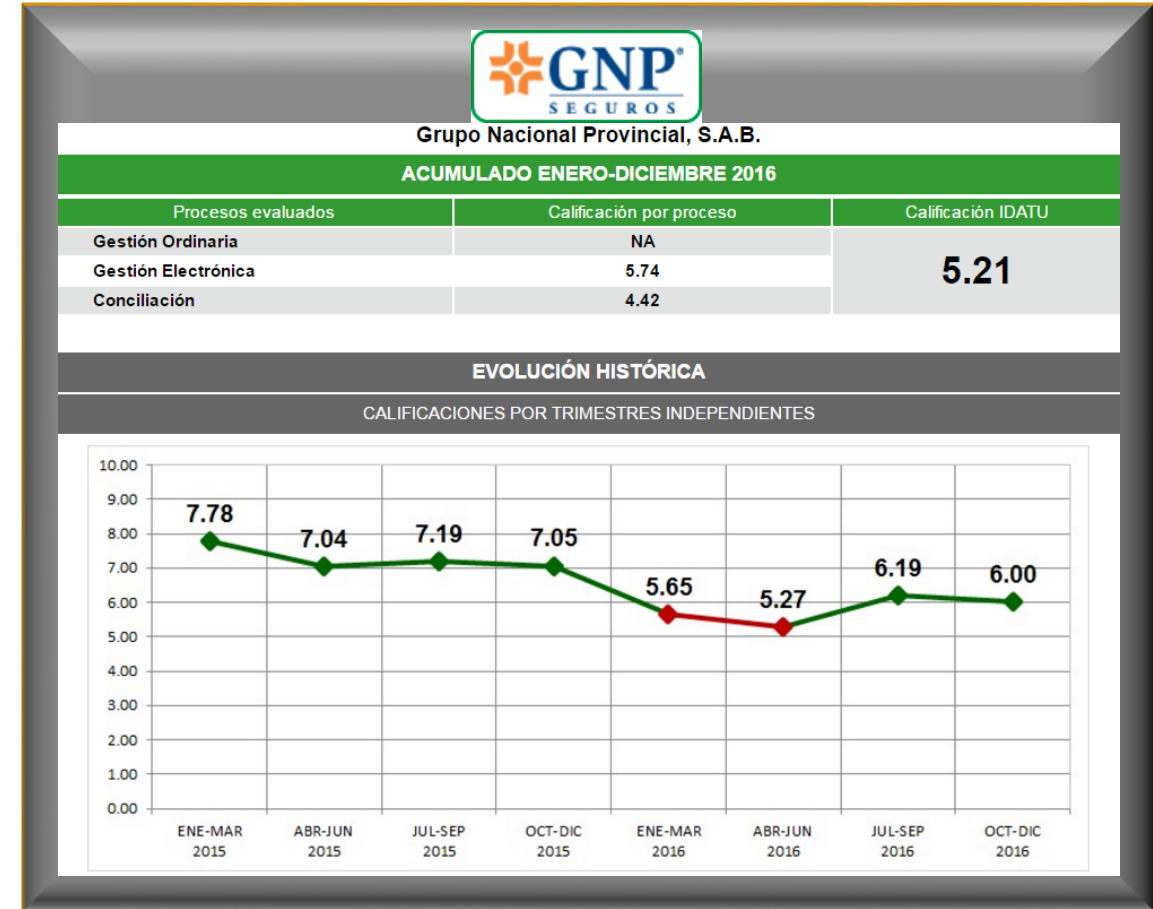 GNP®
SEGUROS
Grupo Nacional Provincial, S.A.B.
ACUMULADO ENERO-DICIEMBRE 2016
Procesos evaluados Calificación por proceso Calificación IDATU
Gestión Ordinaria NA
Gestión Electrónica 5.74 5.21
Conciliación 4.42
EVOLUCIÓN HISTÓRICA
CALIFICACIONES POR TRIMESTRES INDEPENDIENTES
10.00
9.00
8.00
7.00
6.00
5.00
4.00
3.00
2.00
1.00
0.00
7.78 7.04 7.19 7.05 5.65 5.27 6.19 6.00
ENE-MAR ABR-JUN JUL-SEP OCT-DIC ENE-MAR ABR-JUN JUL-SEP OCT-DIC
2015 2015 2015 2015 2016 2016 2016 2016